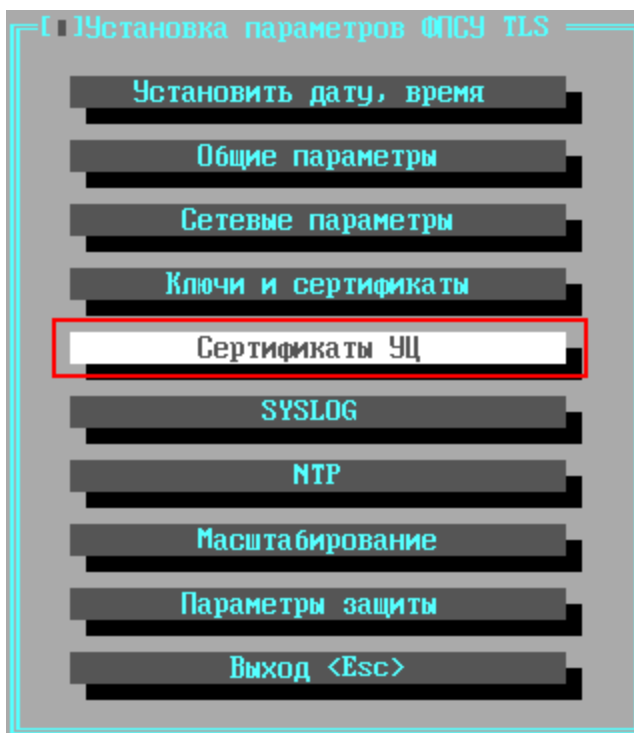 [▮]Установка параметров ФПСУ TLS
Установить дату, время
Общие параметры
Сетевые параметры
Ключи и сертификаты
Сертификаты УЦ
SYSLOG
NTP
Масштабирование
Параметры защиты
Выход <Esc>